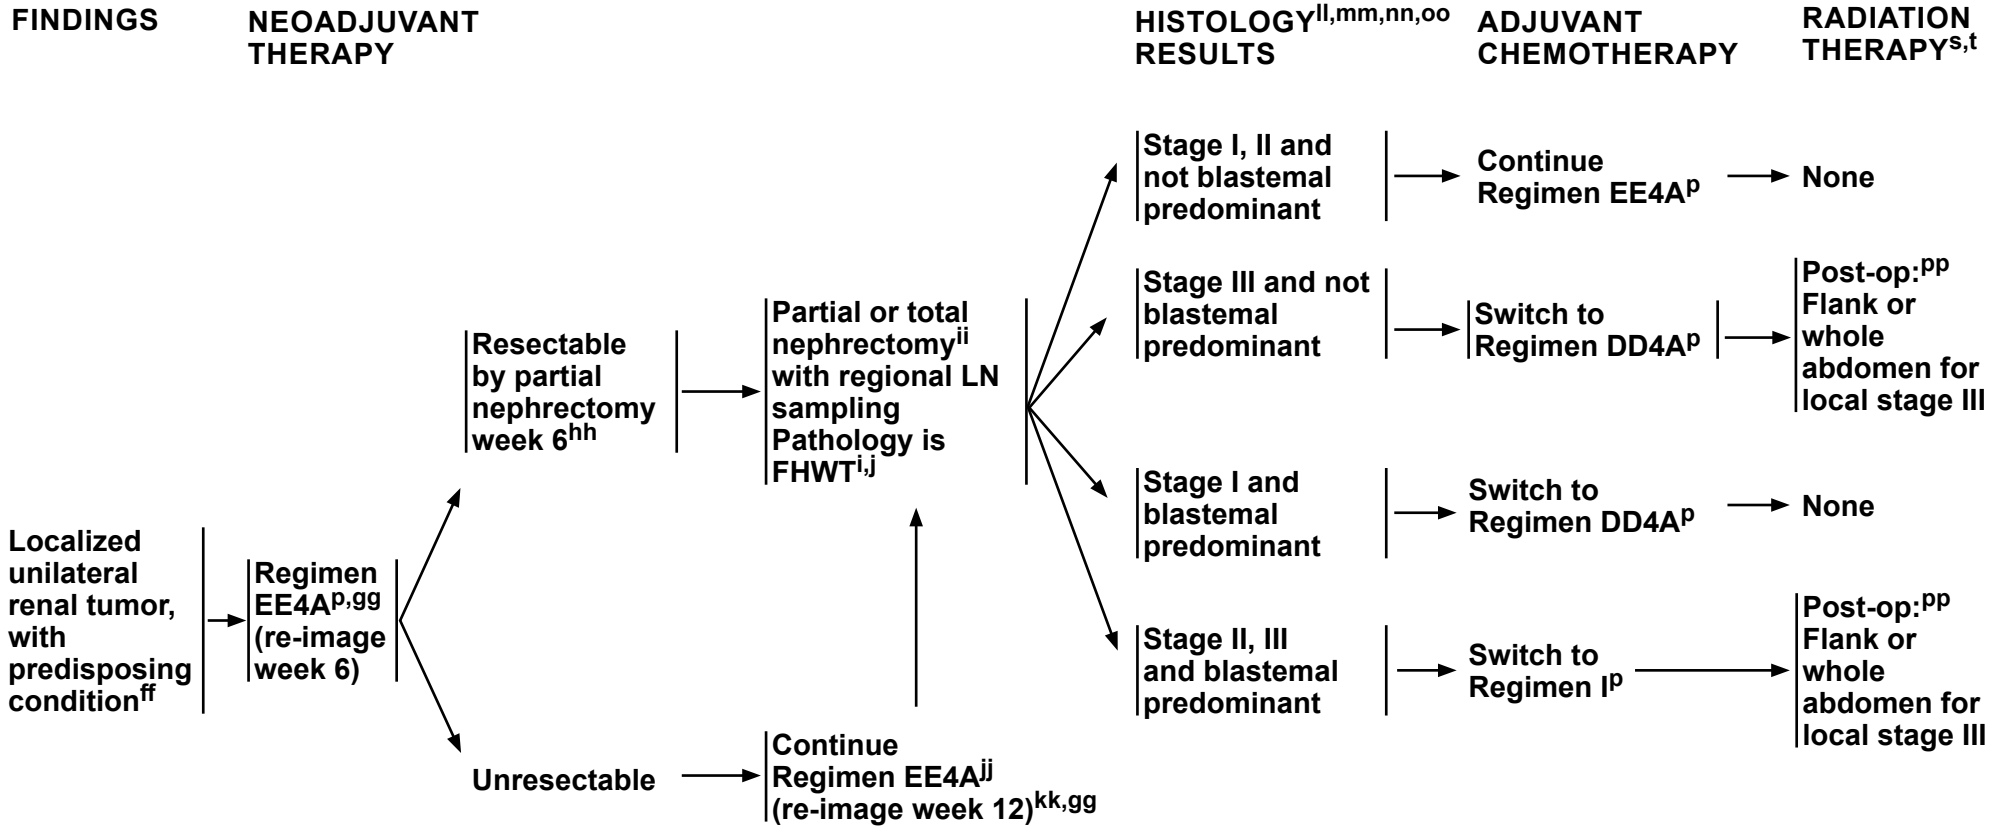 FINDINGS
NEOADJUVANT
THERAPY
HISTOLOGYll,mm,nn,oo
RESULTS
ADJUVANT
CHEMOTHERAPY
RADIATION
THERAPYs,t
Localized
unilateral
renal tumor,
with
predisposing
conditionff
Regimen
EE4Ap,gg
(re-image
week 6)
Resectable
by partial
nephrectomy
week 6hh
Unresectable
Partial or total
nephrectomyii
with regional LN
sampling
Pathology is
FHWTi,j
Continue
Regimen EE4Ajj
(re-image week 12)kk,gg
Stage I, II and
not blastemal
predominant
Continue
Regimen EE4Ap
None
Stage III and not
blastemal
predominant
Switch to
Regimen DD4Ap
Post-op:pp
Flank or
whole
abdomen for
local stage III
Stage I and
blastemal
predominant
Switch to
Regimen DD4Ap
None
Stage II, III
and blastemal
predominant
Switch to
Regimen Ip
Post-op:pp
Flank or
whole
abdomen for
local stage III